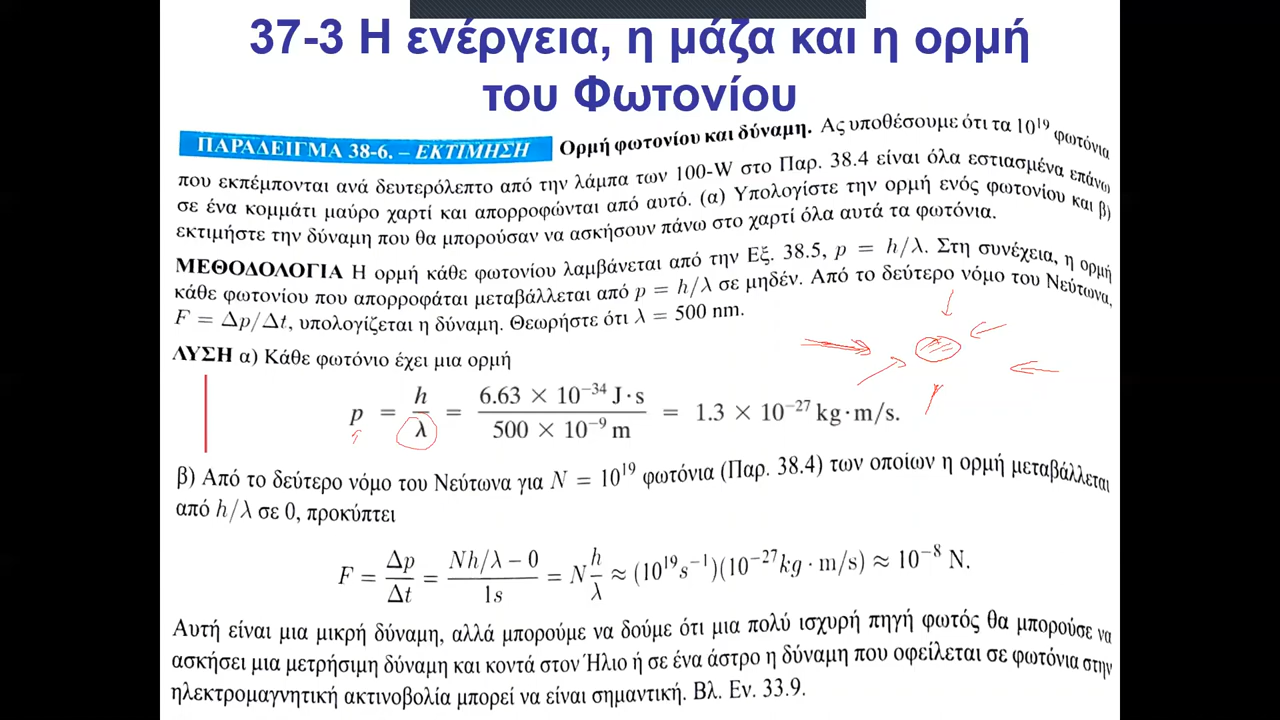 37-3 Η ενέργεια, η μάζα και η ορμή
του Φωτονίου
ΠΑΡΑΔΕΙΓΜΑ 38-6. – ΕΚΤΙΜΗΣΗ Ορμή φωτονίου και δύναμη. Ας υποθέσουμε ότι τα 10¹⁹ φωτόνια
που εκπέμπονται ανά δευτερόλεπτο από την λάμπα των 100-W στο Παρ. 38.4 είναι όλα εστιασμένα επάνω
σε ένα κομμάτι μαύρο χαρτί και απορροφώνται από αυτό. (α) Υπολογίστε την ορμή ενός φωτονίου και β)
εκτιμήστε την δύναμη που θα μπορούσαν να ασκήσουν πάνω στο χαρτί όλα αυτά τα φωτόνια.
ΜΕΘΟΔΟΛΟΓΙΑ Η ορμή κάθε φωτονίου λαμβάνεται από την Εξ. 38.5, p = h/λ. Στη συνέχεια, η ορμή
κάθε φωτονίου που απορροφάται μεταβάλλεται από p = h/λ σε μηδέν. Από το δεύτερο νόμο του Νεύτωνα,
F = Δp/Δt, υπολογίζεται η δύναμη. Θεωρήστε ότι λ = 500 nm.
ΛΥΣΗ α) Κάθε φωτόνιο έχει μια ορμή
p = h/λ = 6.63 × 10⁻³⁴ J·s / 500 × 10⁻⁹ m = 1.3 × 10⁻²⁷ kg·m/s.
β) Από το δεύτερο νόμο του Νεύτωνα για N = 10¹⁹ φωτόνια (Παρ. 38.4) των οποίων η ορμή μεταβάλλεται
από h/λ σε 0, προκύπτει
F = Δp/Δt = Nh/λ – 0 / 1s = N h/λ ≈ (10¹⁹s⁻¹)(10⁻²⁷kg · m/s) ≈ 10⁻⁸ N.
Αυτή είναι μια μικρή δύναμη, αλλά μπορούμε να δούμε ότι μια πολύ ισχυρή πηγή φωτός θα μπορούσε να
ασκήσει μια μετρήσιμη δύναμη και κοντά στον Ήλιο ή σε ένα άστρο η δύναμη που οφείλεται σε φωτόνια στην
ηλεκτρομαγνητική ακτινοβολία μπορεί να είναι σημαντική. Βλ. Εν. 33.9.